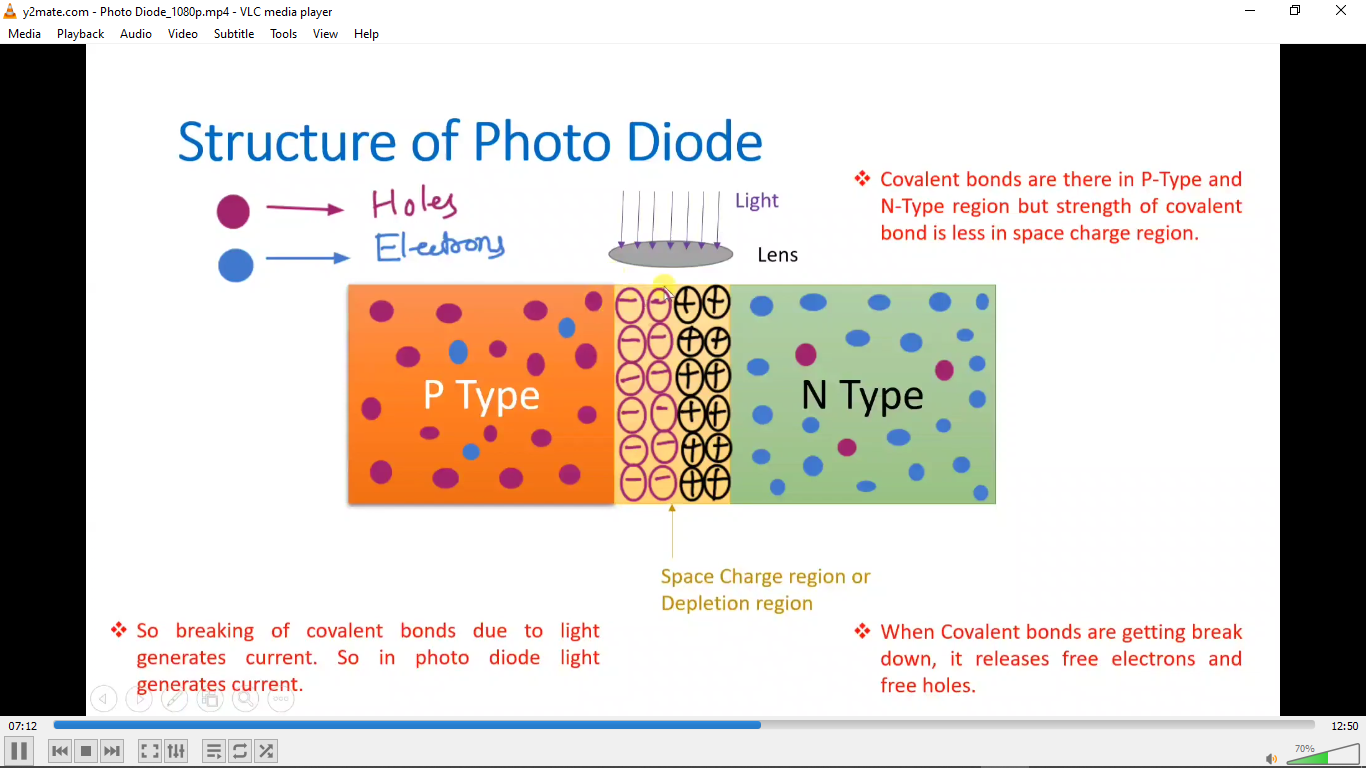 y2mate.com - Photo Diode_1080p.mp4 - VLC media player
Media Playback Audio Video Subtitle Tools View Help
Structure of Photo Diode
Holes
Electrons
Light
Lens
❖ Covalent bonds are there in P-Type and
N-Type region but strength of covalent
bond is less in space charge region.
P Type
N Type
Space Charge region or
Depletion region
❖ So breaking of covalent bonds due to light
generates current. So in photo diode light
generates current.
❖ When Covalent bonds are getting break
down, it releases free electrons and
free holes.
07:12
12:50
70%